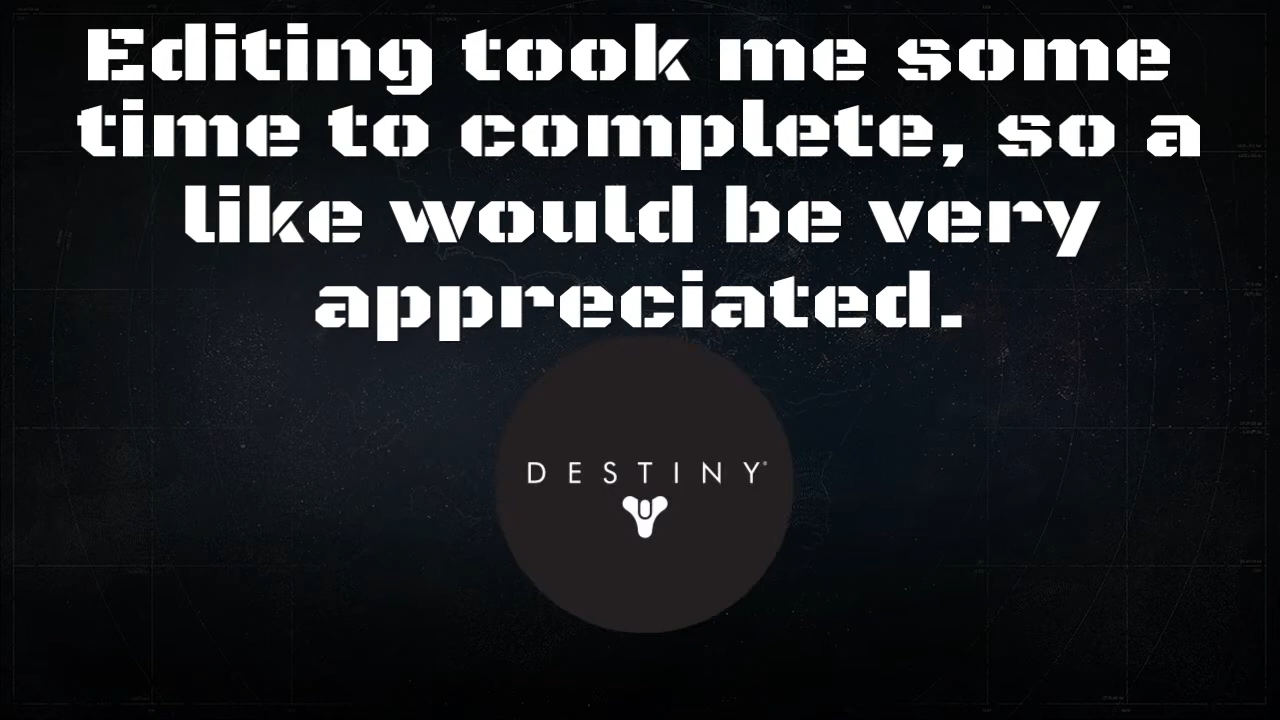 Editing took me some
time to complete, so a
like would be very
appreciated.
DESTINY